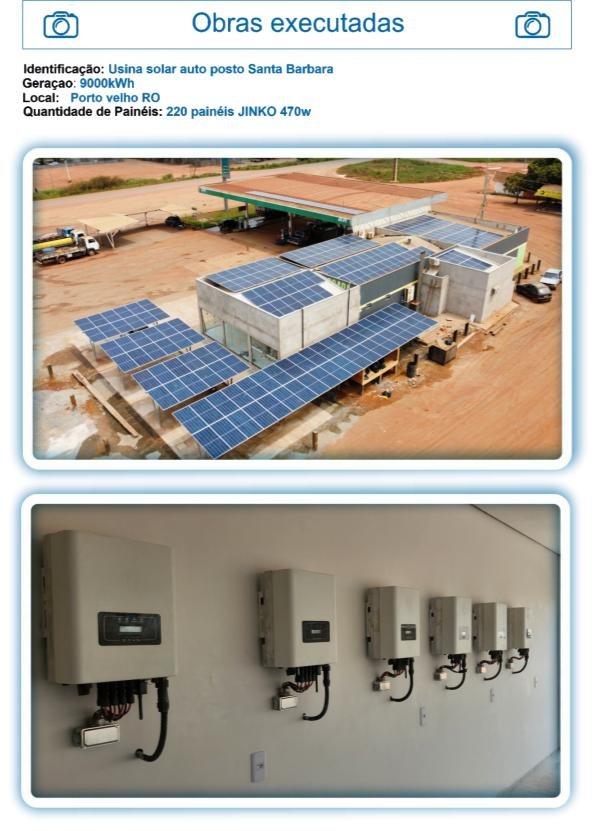 Obras executadas
Identificação: Usina solar auto posto Santa Barbara
Geraçao: 9000kWh
Local: Porto velho RO
Quantidade de Painéis: 220 painéis JINKO 470w